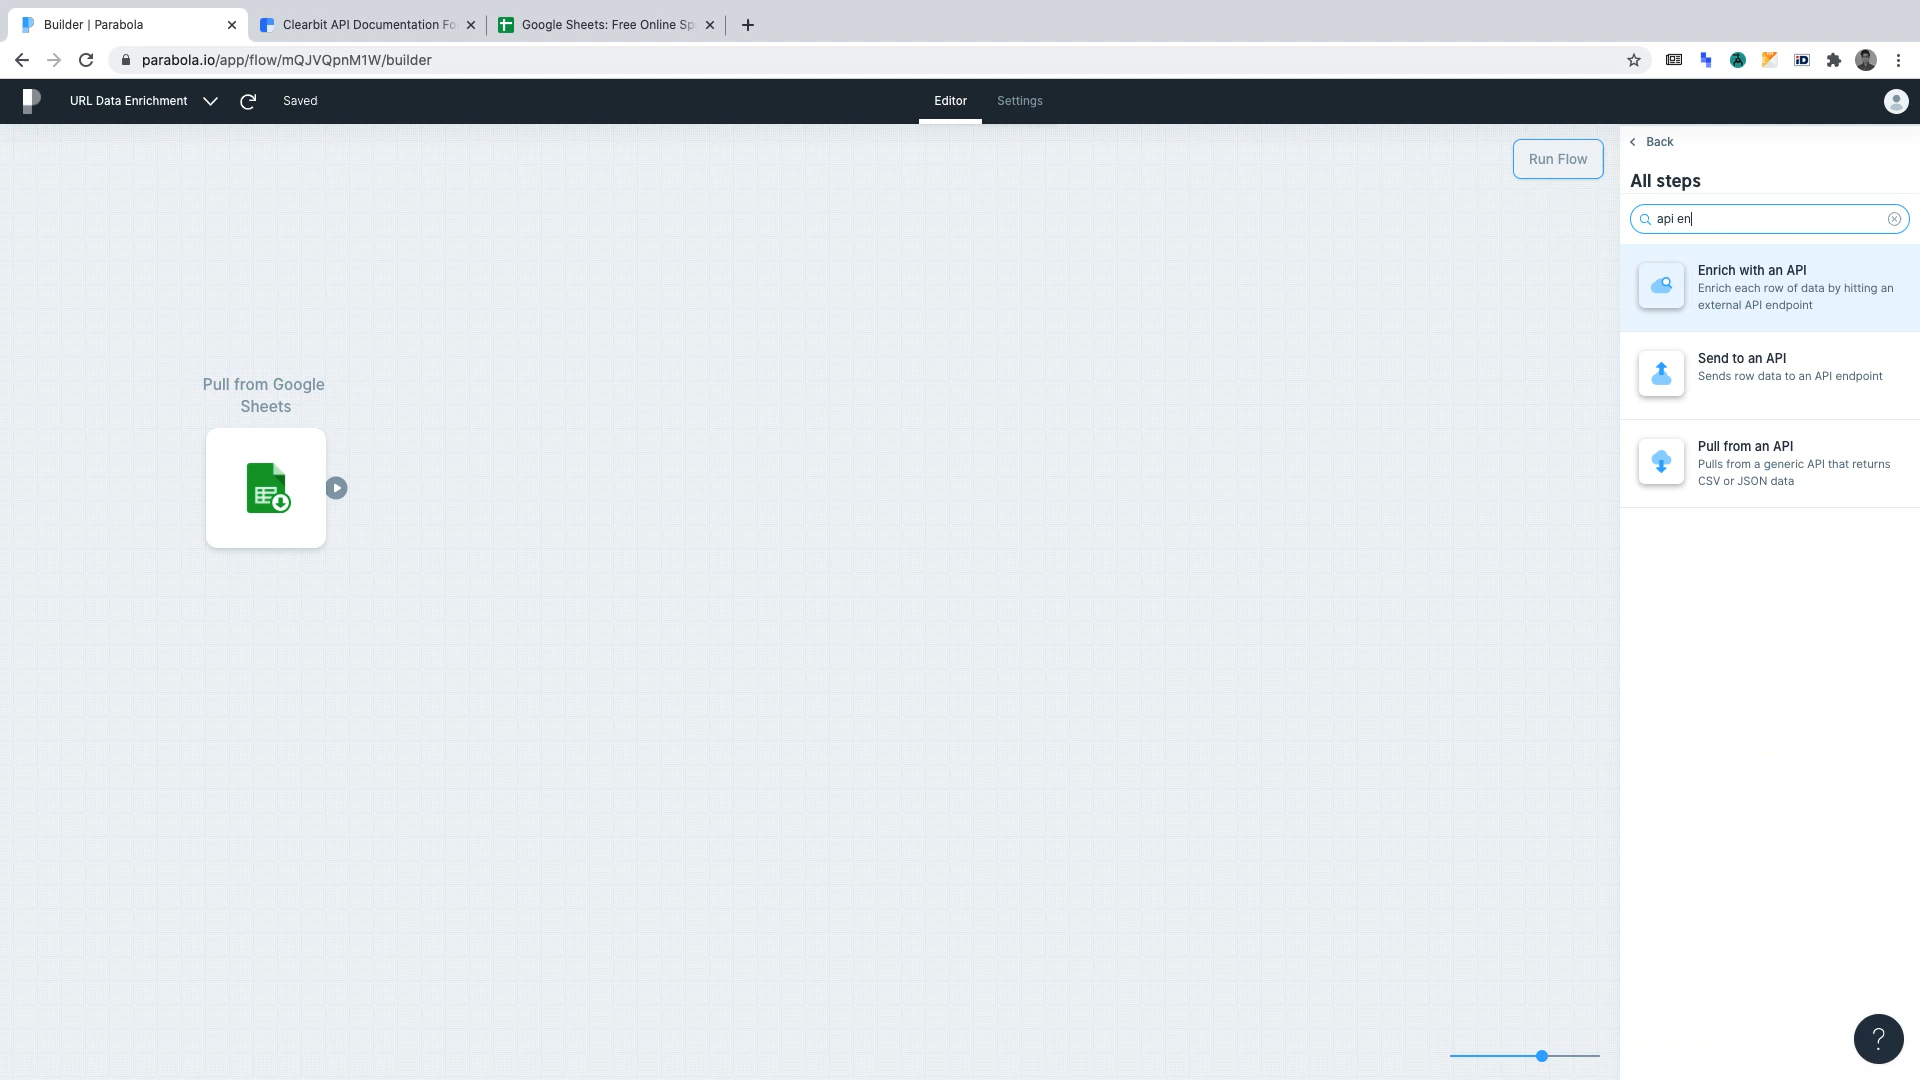 Builder | Parabola
Clearbit API Documentation Fo
Google Sheets: Free Online Sp
parabola.io/app/flow/mQJVQpnM1W/builder
iD
URL Data Enrichment
Saved
Editor
Settings
Run Flow
Back
All steps
api en
Enrich with an API
Enrich each row of data by hitting an
external API endpoint
Send to an API
Sends row data to an API endpoint
Pull from an API
Pulls from a generic API that returns
CSV or JSON data
Pull from Google
Sheets
?